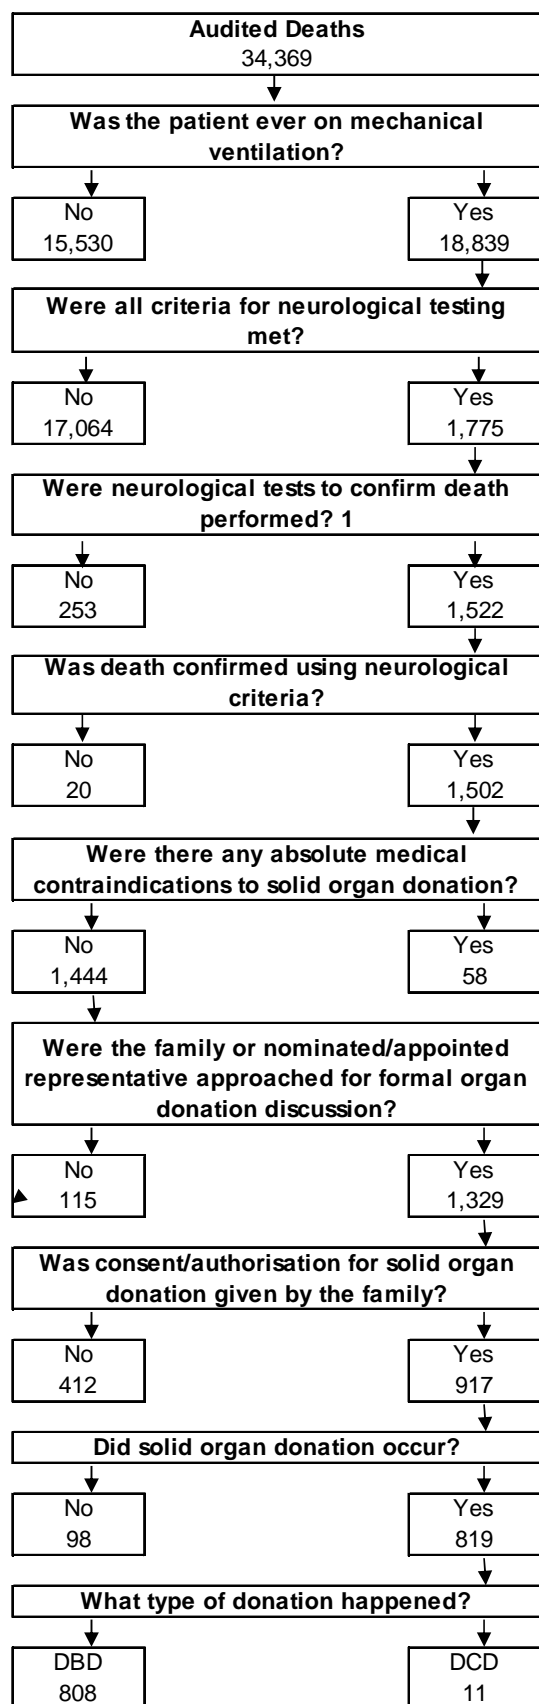 Audited Deaths
34,369
Was the patient ever on mechanical
ventilation?
No
15,530
Yes
18,839
Were all criteria for neurological testing
met?
No
17,064
Yes
1,775
Were neurological tests to confirm death
performed? 1
No
253
Yes
1,522
Was death confirmed using neurological
criteria?
No
20
Yes
1,502
Were there any absolute medical
contraindications to solid organ donation?
No
1,444
Yes
58
Were the family or nominated/appointed
representative approached for formal organ
donation discussion?
No
115
Yes
1,329
Was consent/authorisation for solid organ
donation given by the family?
No
412
Yes
917
Did solid organ donation occur?
No
98
Yes
819
What type of donation happened?
DBD
808
DCD
11